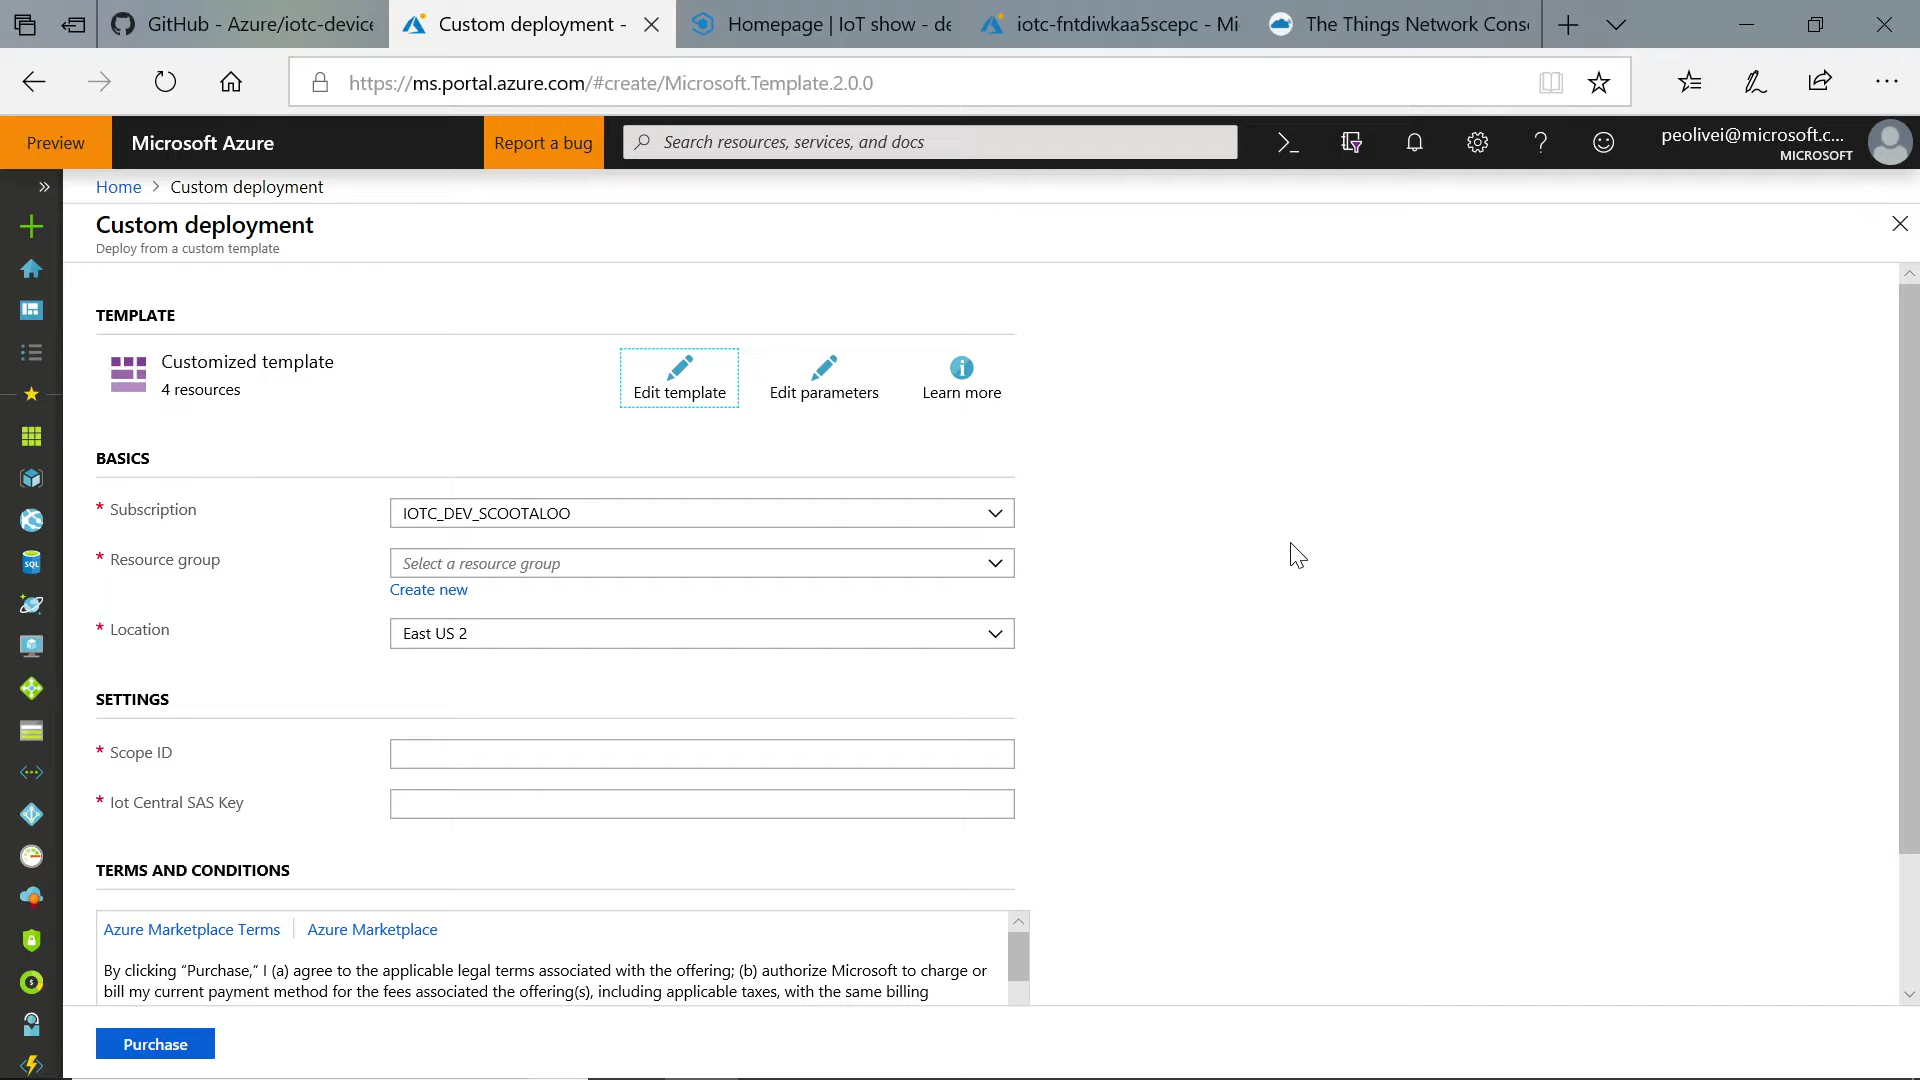 GitHub - Azure/iotc-device
Custom deployment -
Homepage | IoT show - de
iotc-fntdiwkaa5scepc - Mi
The Things Network Conso
https://ms.portal.azure.com/#create/Microsoft.Template.2.0.0
Preview
Microsoft Azure
Report a bug
Search resources, services, and docs
peolivei@microsoft.c...
MICROSOFT
Home > Custom deployment
Custom deployment
Deploy from a custom template
TEMPLATE
Customized template
4 resources
Edit template
Edit parameters
Learn more
BASICS
* Subscription
IOTC_DEV_SCOOTALOO
* Resource group
Select a resource group
Create new
* Location
East US 2
SETTINGS
* Scope ID
* Iot Central SAS Key
TERMS AND CONDITIONS
Azure Marketplace Terms | Azure Marketplace
By clicking “Purchase,” I (a) agree to the applicable legal terms associated with the offering; (b) authorize Microsoft to charge or
bill my current payment method for the fees associated the offering(s), including applicable taxes, with the same billing
Purchase